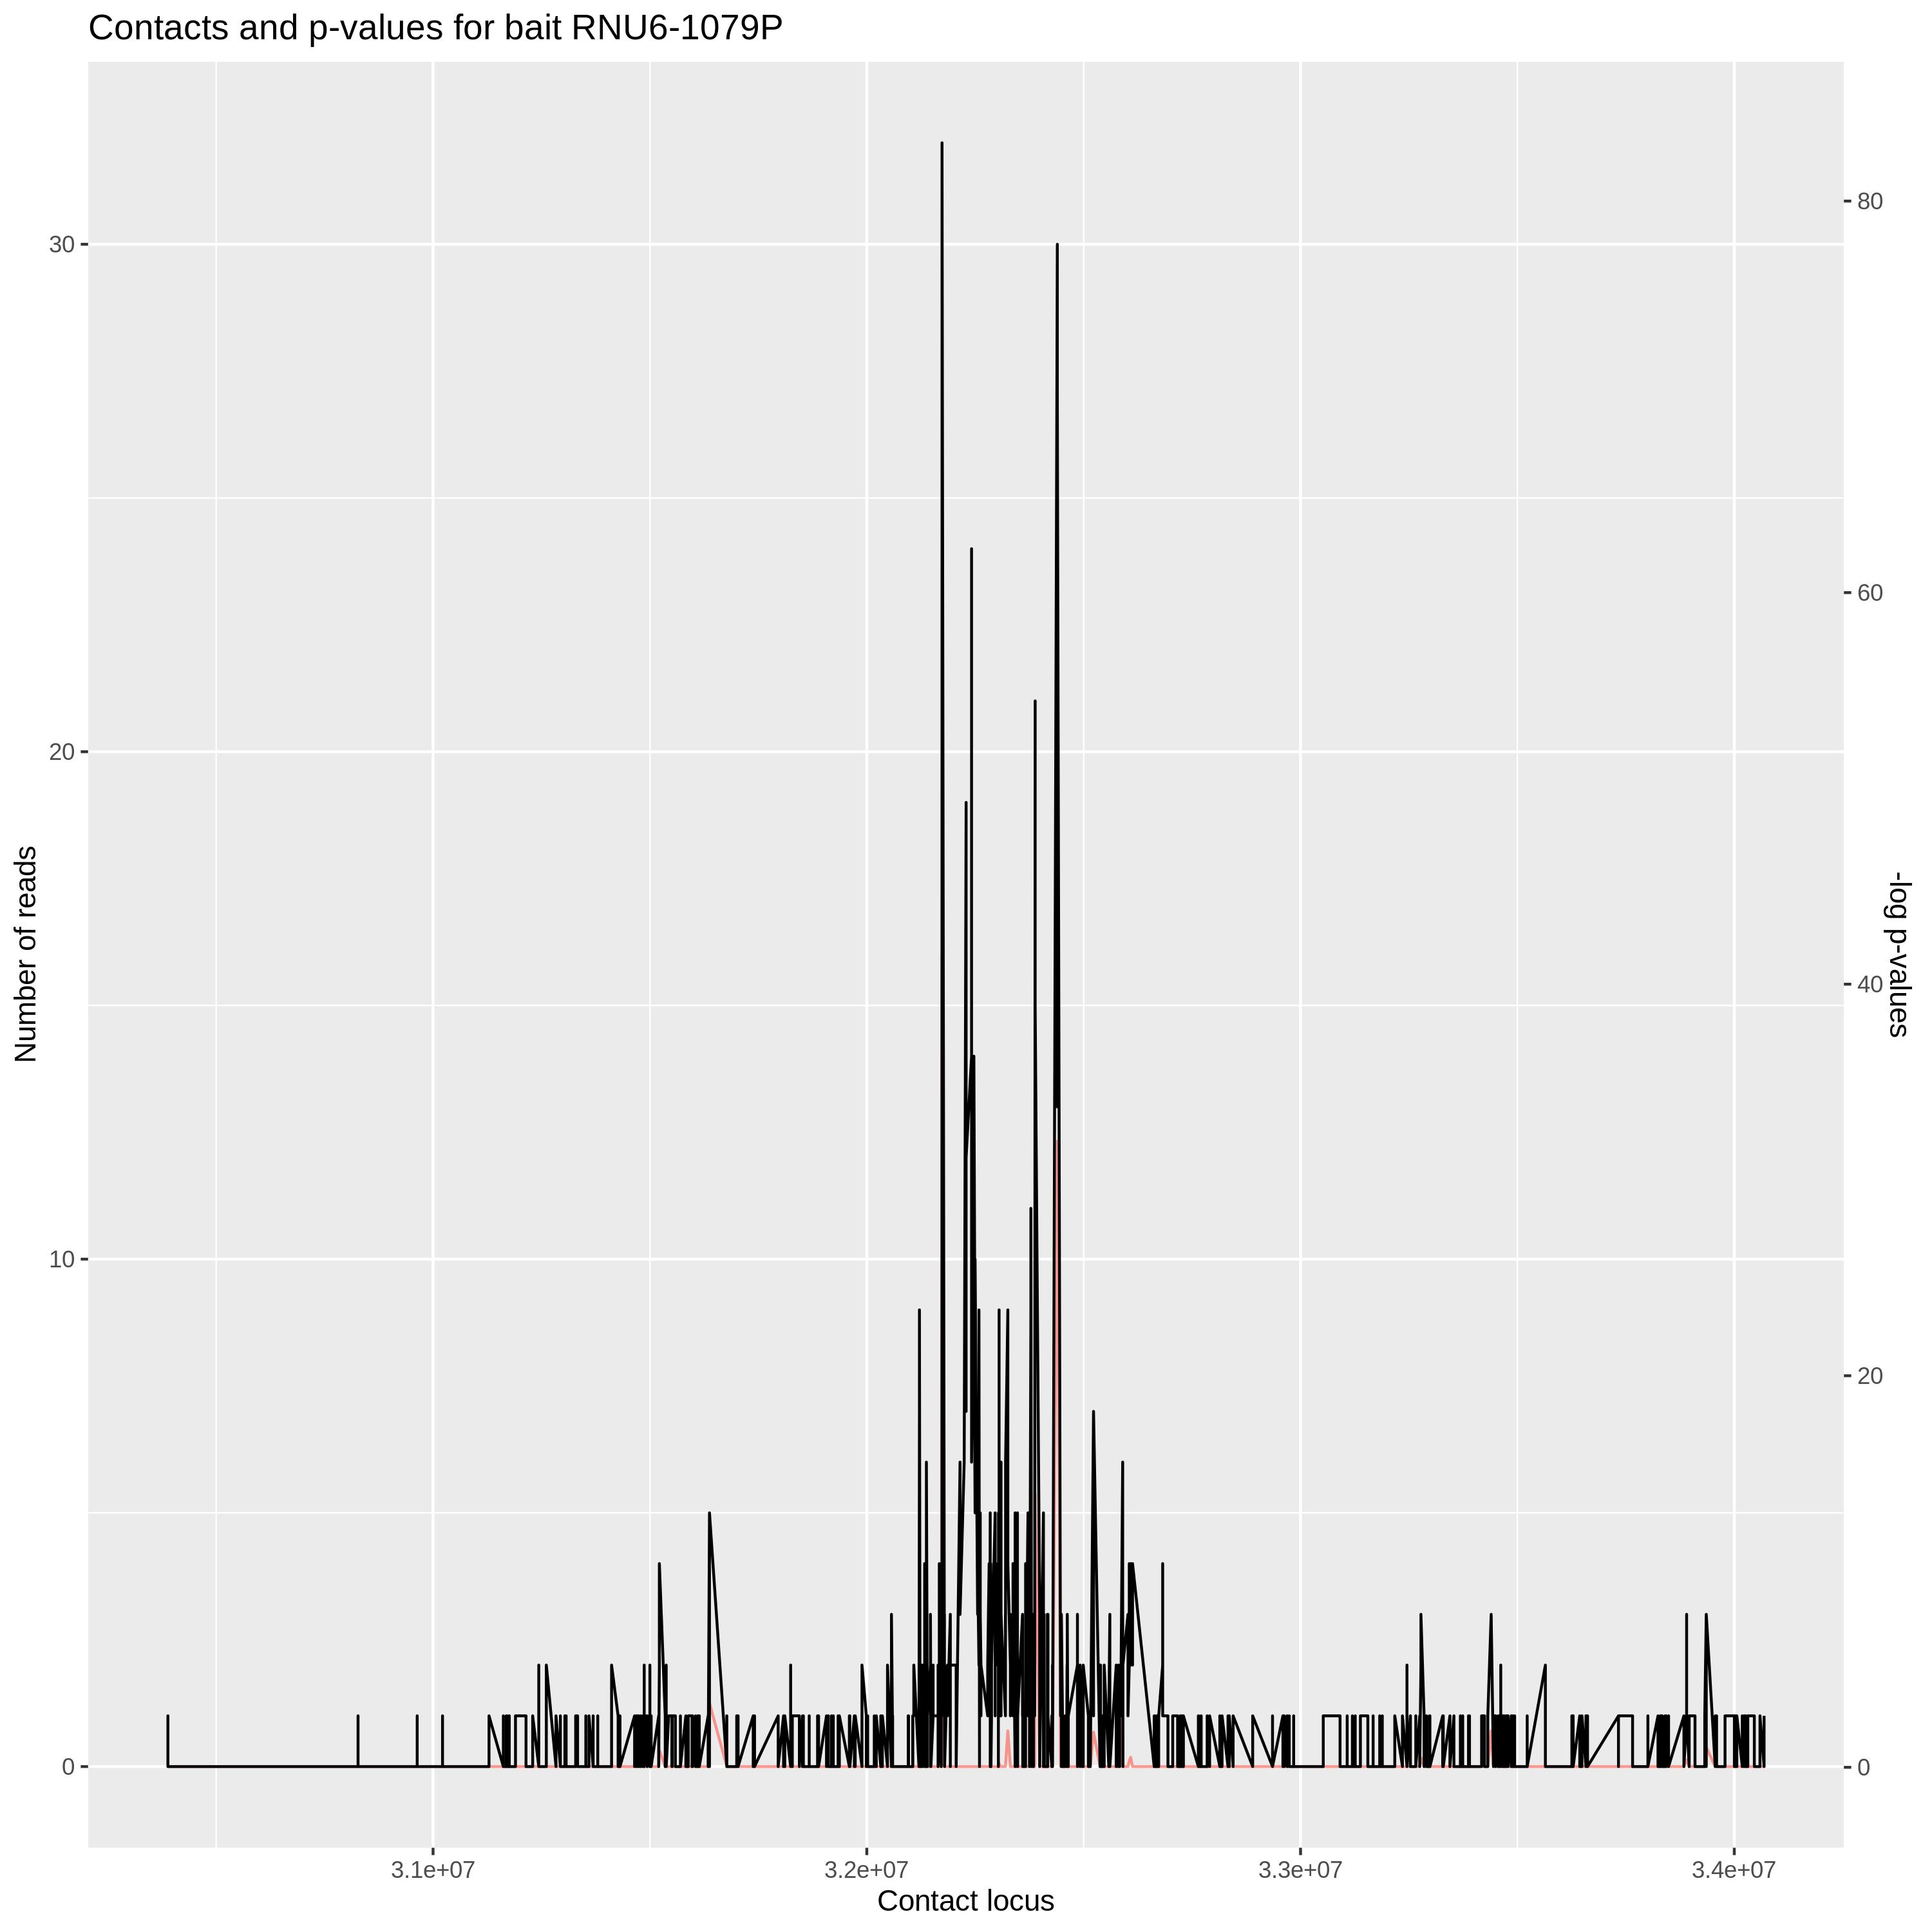 Contacts and p-values for bait RNU6-1079P
30
20
10
0
Number of reads
80
60
40
20
0
-log p-values
3.1e+07
3.2e+07
3.3e+07
3.4e+07
Contact locus